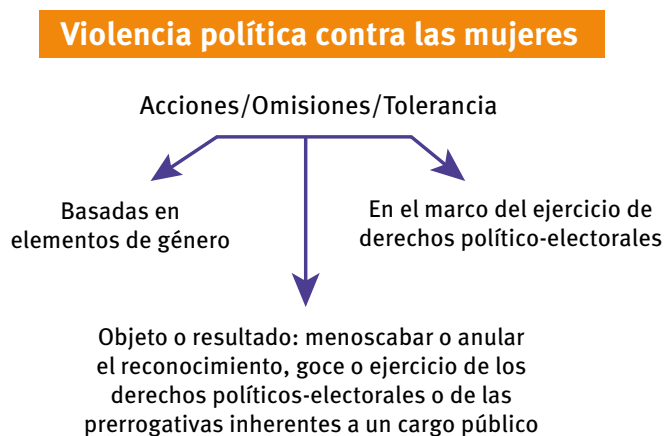 Violencia política contra las mujeres
Acciones/Omisiones/Tolerancia
Basadas en
elementos de género
En el marco del ejercicio de
derechos político-electorales
Objeto o resultado: menoscabar o anular
el reconocimiento, goce o ejercicio de los
derechos políticos-electorales o de las
prerrogativas inherentes a un cargo público